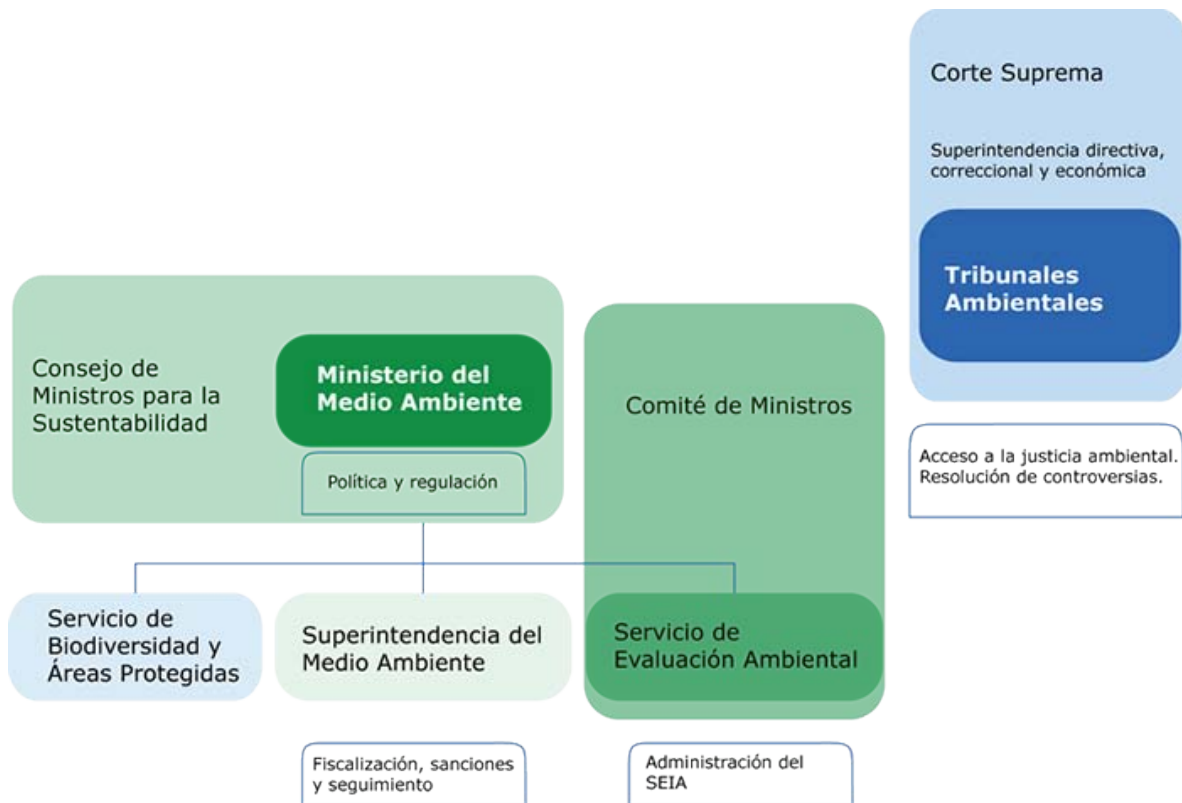 Corte Suprema
Superintendencia directiva,
correccional y económica
Tribunales
Ambientales
Acceso a la justicia ambiental.
Resolución de controversias.
Consejo de
Ministros para la
Sustentabilidad
Ministerio del
Medio Ambiente
Política y regulación
Comité de Ministros
Servicio de
Biodiversidad y
Áreas Protegidas
Superintendencia del
Medio Ambiente
Servicio de
Evaluación Ambiental
Fiscalización, sanciones
y seguimiento
Administración del
SEIA